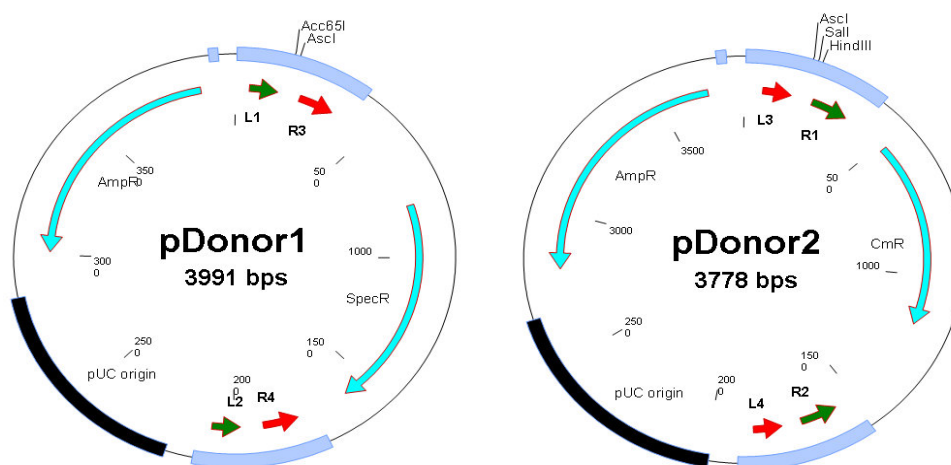 Acc65I
AscI
L1
R3
AmpR
350
0
50
0
300
0
pDonor1
3991 bps
1000
SpecR
150
0
250
0
pUC origin
200
0
L2
R4
AscI
SalI
HindIII
L3
R1
AmpR
3500
50
0
3000
pDonor2
3778 bps
CmR
1000
250
0
150
0
pUC origin
200
0
L4
R2